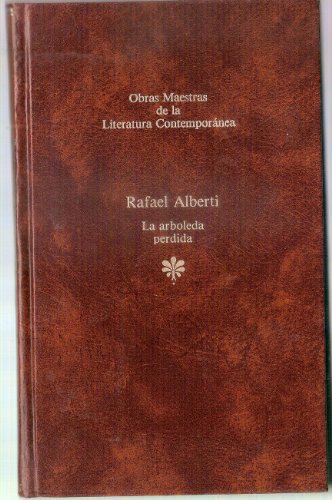 Obras Maestras
de la
Literatura Contemporánea
Rafael Alberti
La arboleda
perdida